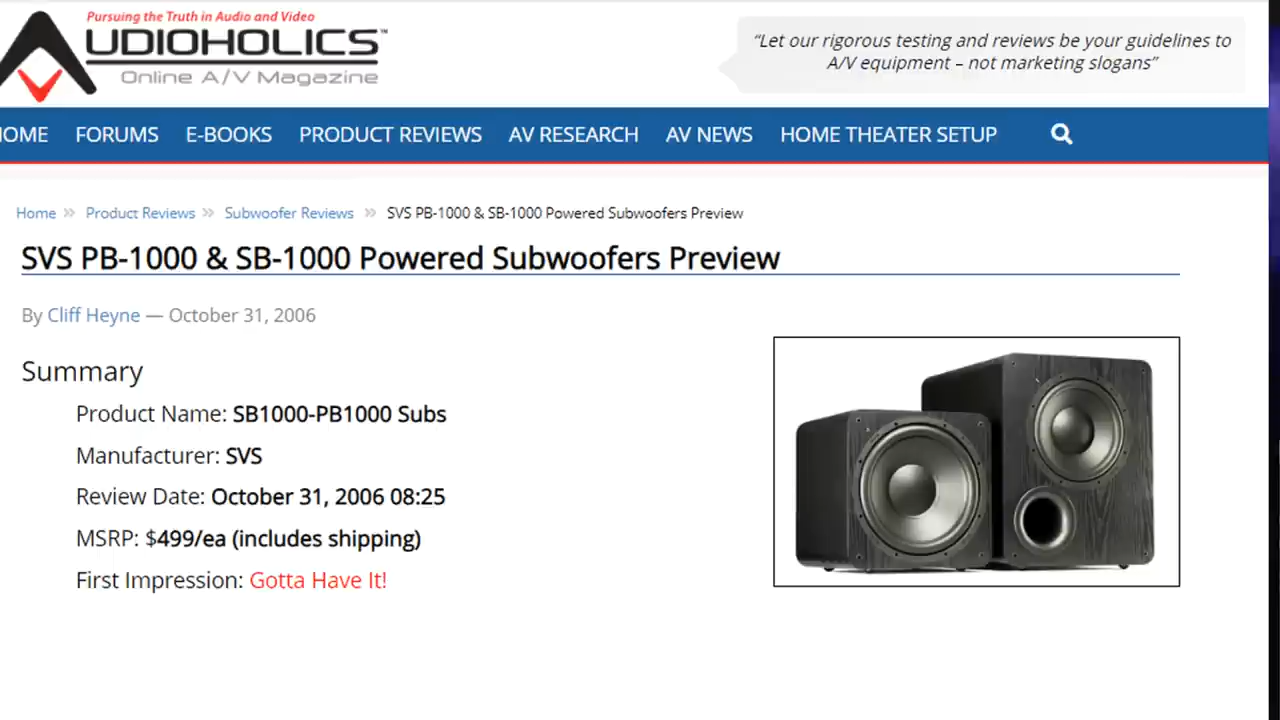 Pursuing the Truth in Audio and Video
AUDIOHOLICS™
Online A/V Magazine
“Let our rigorous testing and reviews be your guidelines to
A/V equipment – not marketing slogans”
HOME FORUMS E-BOOKS PRODUCT REVIEWS AV RESEARCH AV NEWS HOME THEATER SETUP
Home » Product Reviews » Subwoofer Reviews » SVS PB-1000 & SB-1000 Powered Subwoofers Preview
SVS PB-1000 & SB-1000 Powered Subwoofers Preview
By Cliff Heyne — October 31, 2006
Summary
Product Name: SB1000-PB1000 Subs
Manufacturer: SVS
Review Date: October 31, 2006 08:25
MSRP: $499/ea (includes shipping)
First Impression: Gotta Have It!